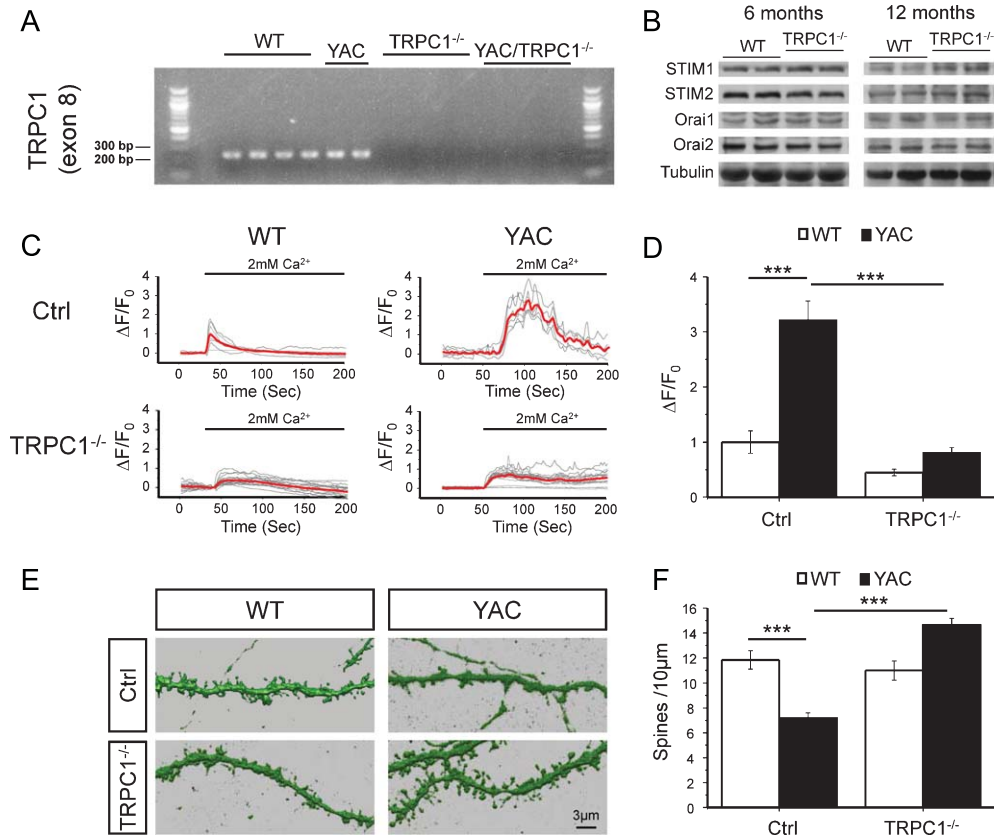 A
WT YAC TRPC1-/- YAC/TRPC1-/-
TRPC1
(exon 8)
300 bp
200 bp
B
6 months 12 months
WT TRPC1-/- WT TRPC1-/-
STIM1
STIM2
Orai1
Orai2
Tubulin
C
WT YAC
Ctrl
2mM Ca²⁺
ΔF/F₀
4
3
2
1
0
0 50 100 150 200
Time (Sec)
2mM Ca²⁺
ΔF/F₀
4
3
2
1
0
0 50 100 150 200
Time (Sec)
TRPC1-/-
2mM Ca²⁺
ΔF/F₀
4
3
2
1
0
0 50 100 150 200
Time (Sec)
2mM Ca²⁺
ΔF/F₀
4
3
2
1
0
0 50 100 150 200
Time (Sec)
D
WT YAC
*** ***
ΔF/F₀
4
3
2
1
0
Ctrl TRPC1-/-
E
WT YAC
Ctrl
TRPC1-/-
3μm
F
WT YAC
*** ***
Spines /10μm
16
14
12
10
8
6
4
2
0
Ctrl TRPC1-/-